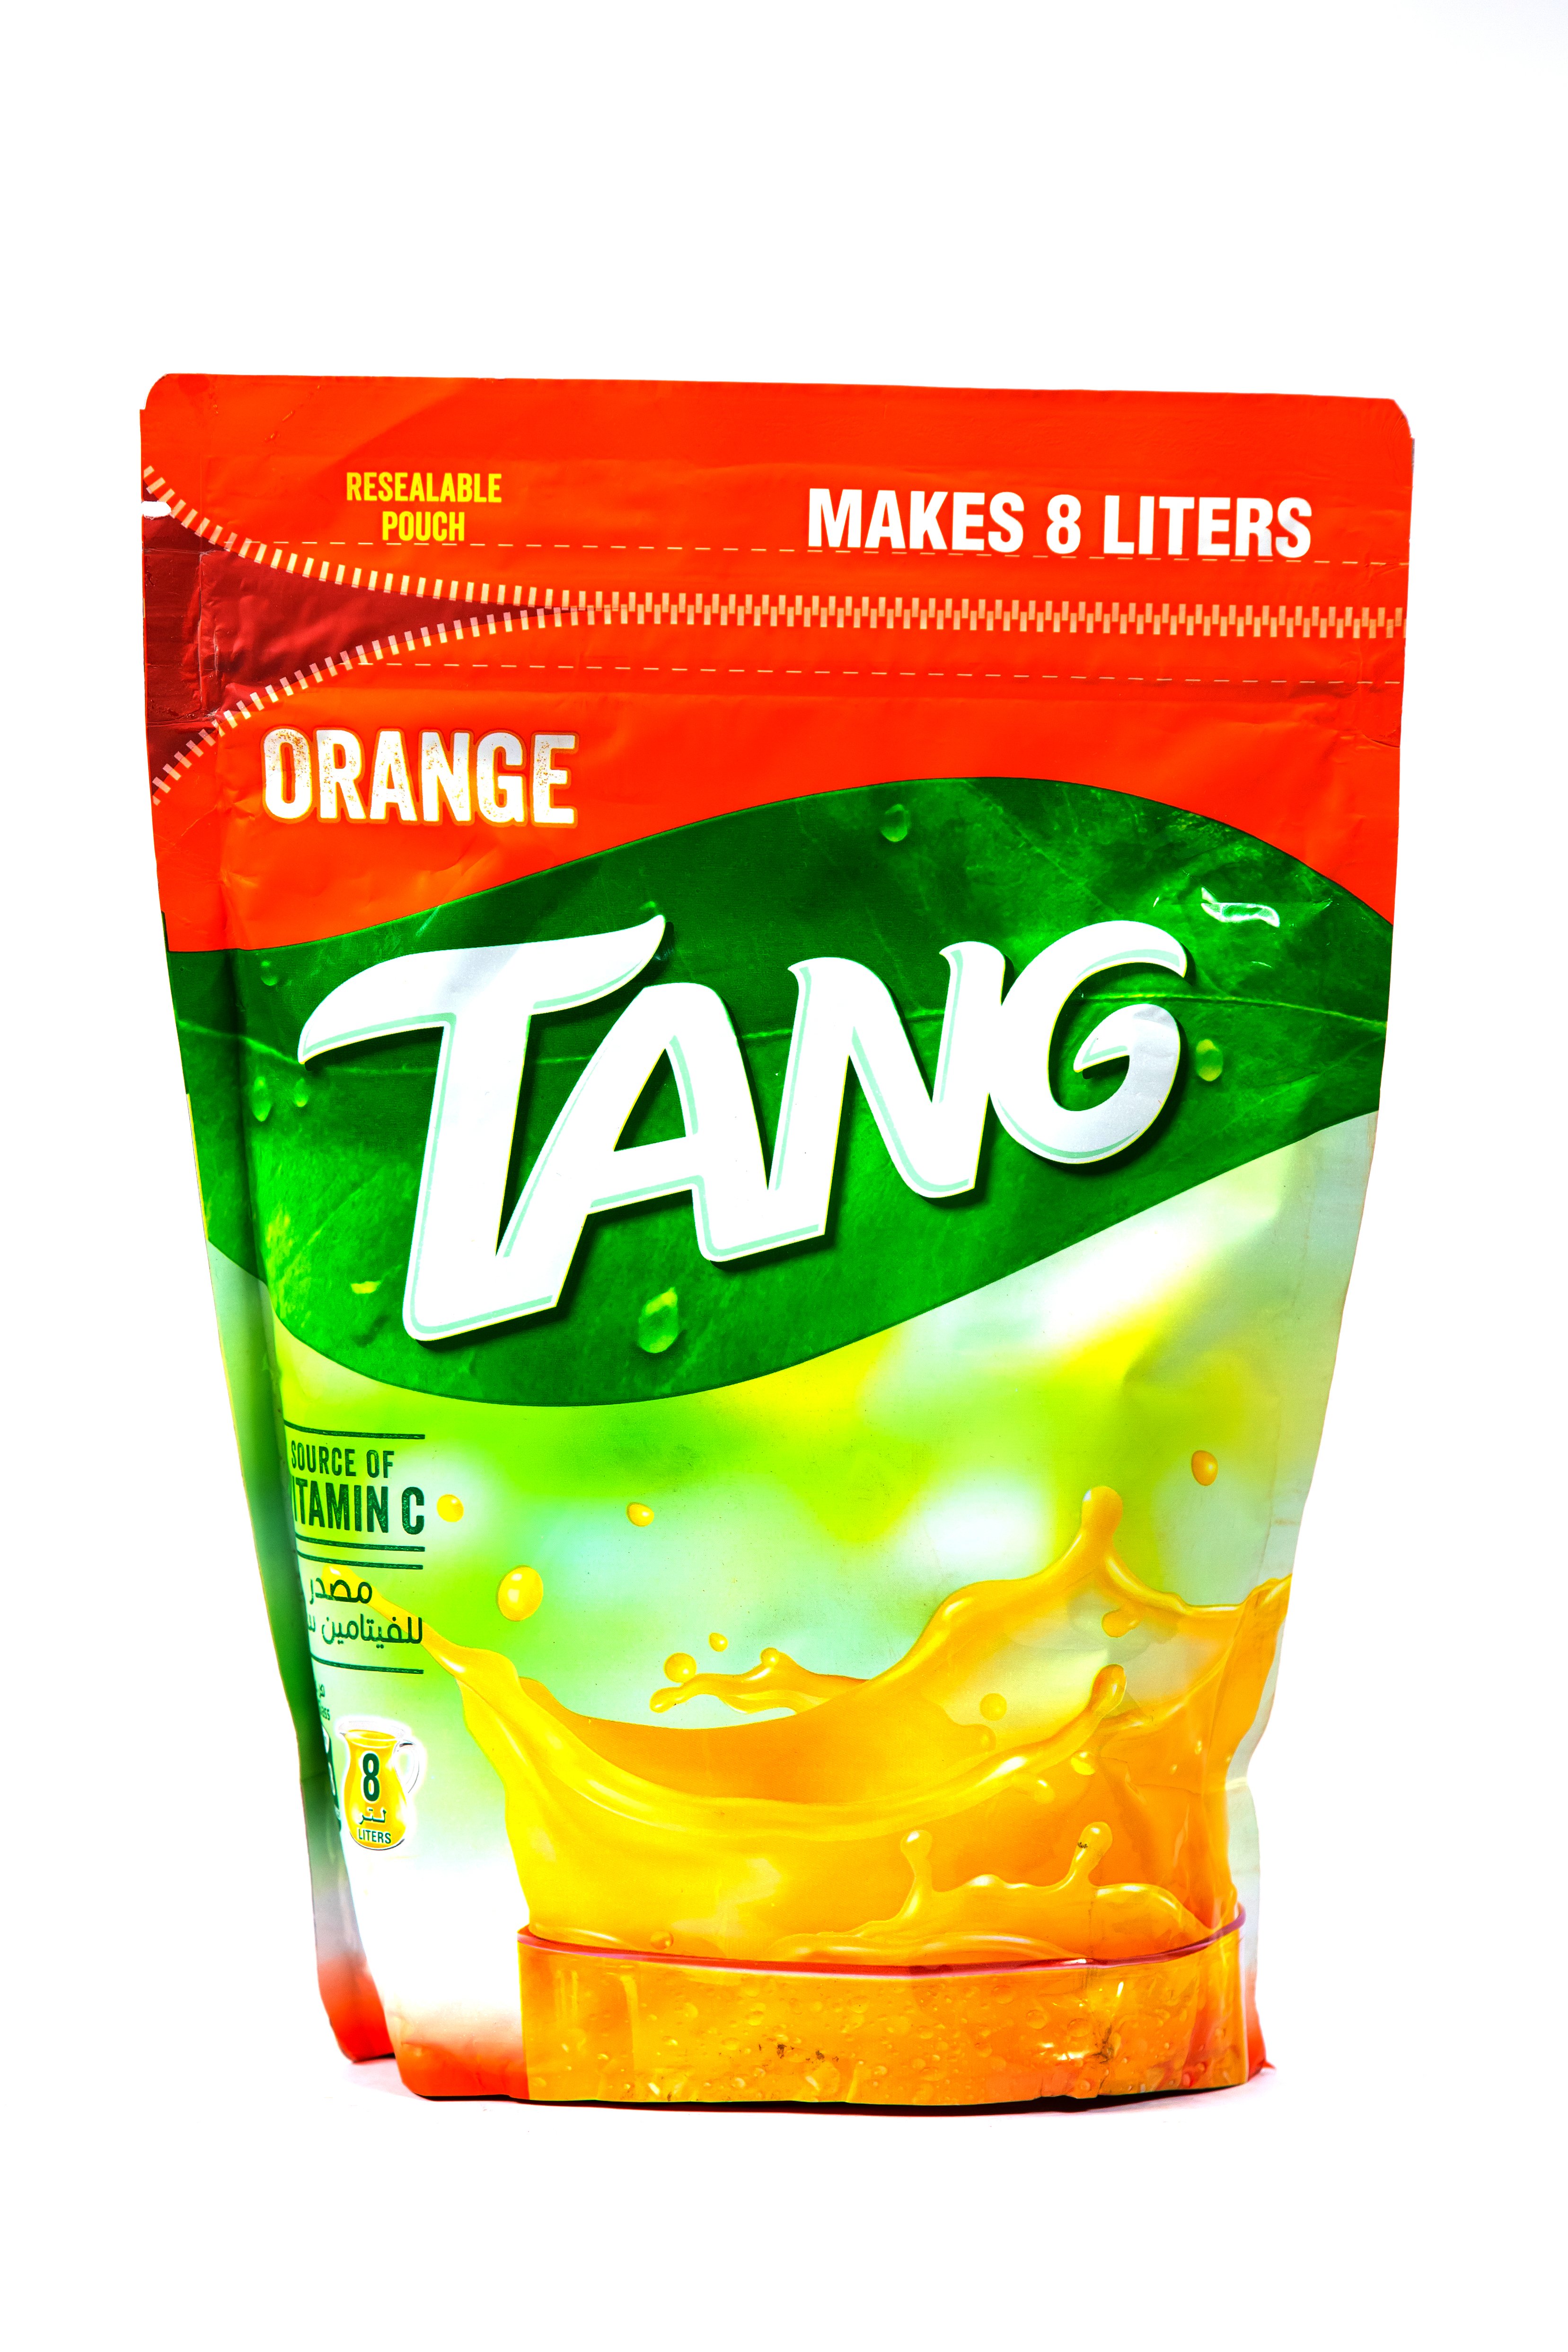 RESEALABLE
POUCH
MAKES 8 LITERS
ORANGE
TANG
SOURCE OF
ITAMIN C
مصدر
للفيتامين
8
لتر
LITERS